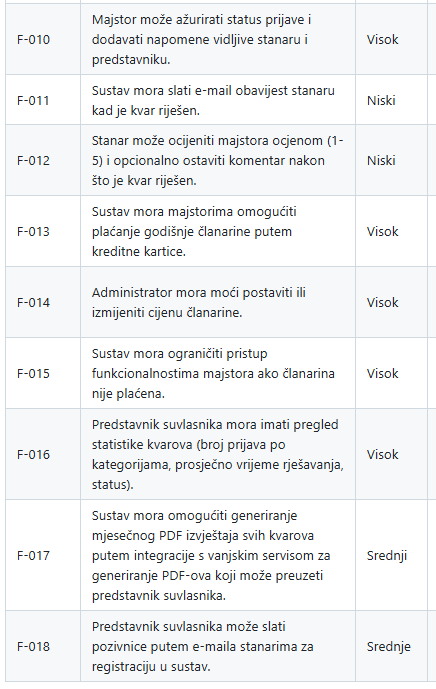 F-010
Majstor može ažurirati status prijave i
dodavati napomene vidljive stanaru i
predstavniku.
Visok
F-011
Sustav mora slati e-mail obavijest stanaru
kad je kvar riješen.
Niski
F-012
Stanar može ocijeniti majstora ocjenom (1-
5) i opcionalno ostaviti komentar nakon
što je kvar riješen.
Niski
F-013
Sustav mora majstorima omogućiti
plaćanje godišnje članarine putem
kreditne kartice.
Visok
F-014
Administrator mora moći postaviti ili
izmijeniti cijenu članarine.
Visok
F-015
Sustav mora ograničiti pristup
funkcionalnostima majstora ako članarina
nije plaćena.
Visok
F-016
Predstavnik suvlasnika mora imati pregled
statistike kvarova (broj prijava po
kategorijama, prosječno vrijeme rješavanja,
status).
Visok
F-017
Sustav mora omogućiti generiranje
mjesečnog PDF izvještaja svih kvarova
putem integracije s vanjskim servisom za
generiranje PDF-ova koji može preuzeti
predstavnik suvlasnika.
Srednji
F-018
Predstavnik suvlasnika može slati
pozivnice putem e-maila stanarima za
registraciju u sustav.
Srednje